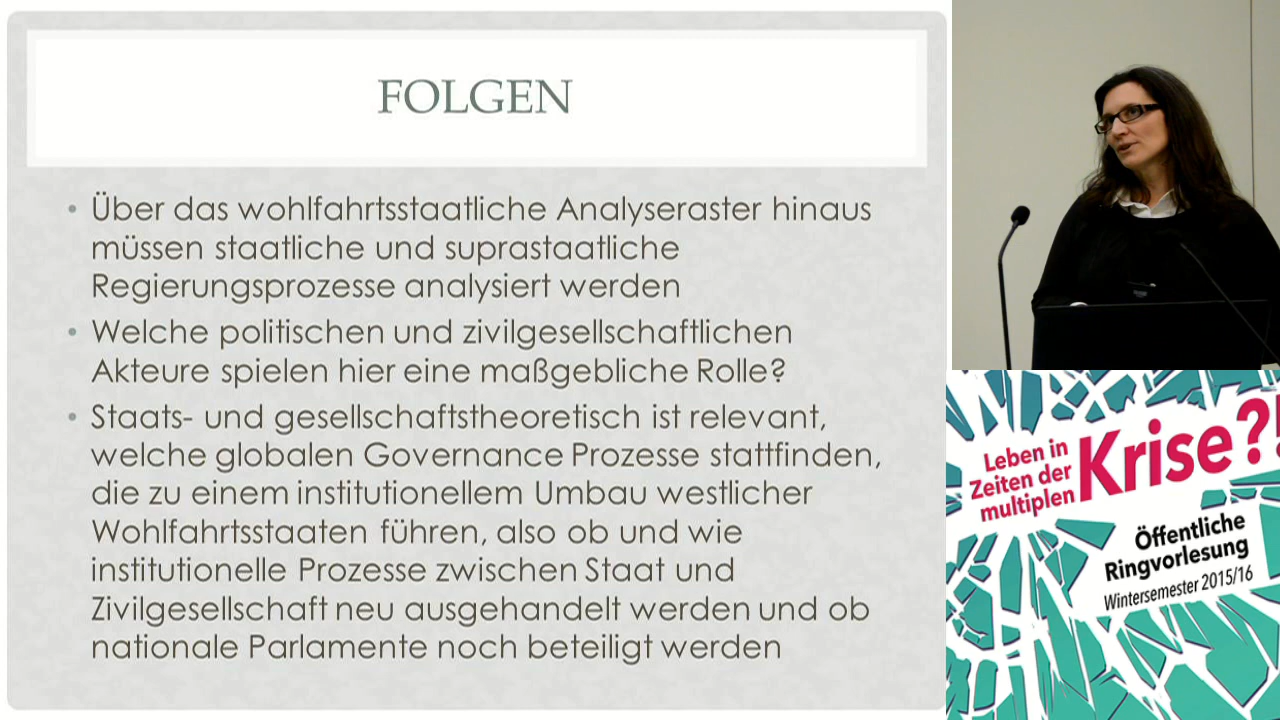 FOLGEN
• Über das wohlfahrtsstaatliche Analyseraster hinaus
müssen staatliche und suprastaatliche
Regierungsprozesse analysiert werden
• Welche politischen und zivilgesellschaftlichen
Akteure spielen hier eine maßgebliche Rolle?
• Staats- und gesellschaftstheoretisch ist relevant,
welche globalen Governance Prozesse stattfinden,
die zu einem institutionellem Umbau westlicher
Wohlfahrtsstaaten führen, also ob und wie
institutionelle Prozesse zwischen Staat und
Zivilgesellschaft neu ausgehandelt werden und ob
nationale Parlamente noch beteiligt werden
Leben in
Zeiten der
multiplen
Krise?!
Öffentliche
Ringvorlesung
Wintersemester 2015/16